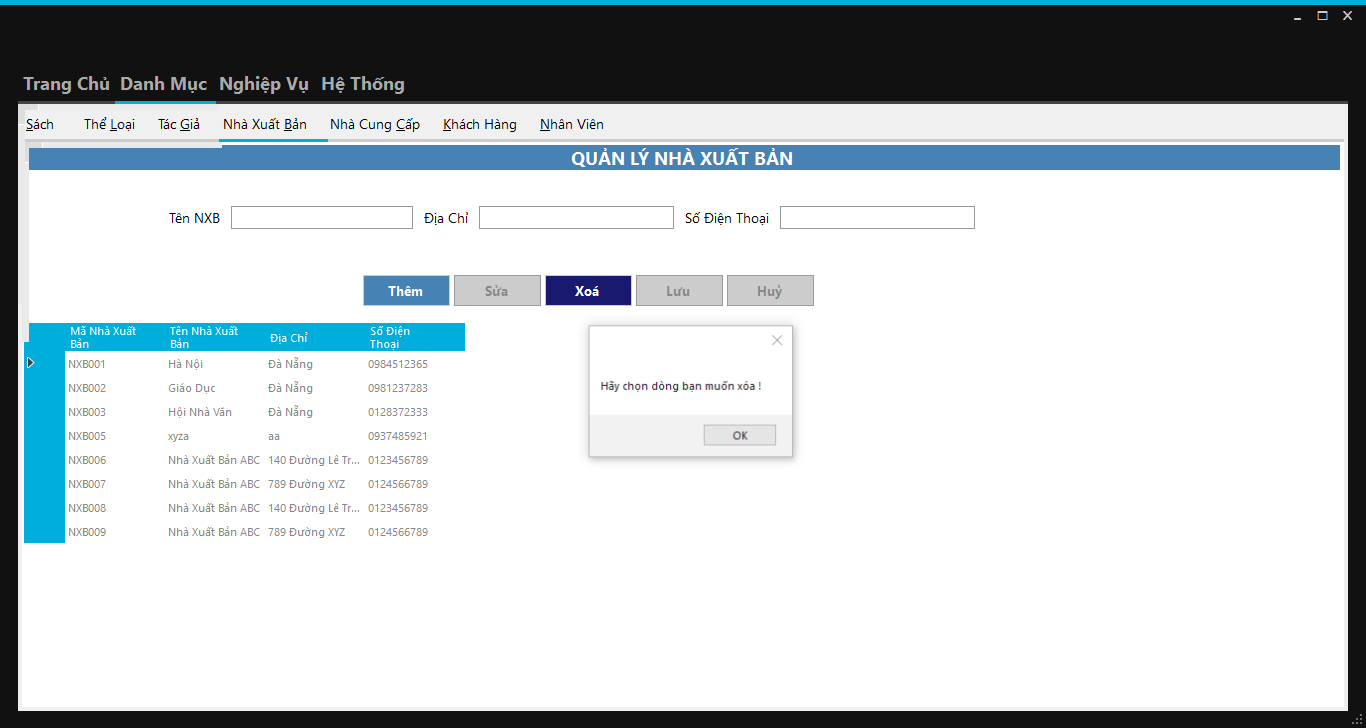 Trang Chủ Danh Mục Nghiệp Vụ Hệ Thống
Sách Thể Loại Tác Giả Nhà Xuất Bản Nhà Cung Cấp Khách Hàng Nhân Viên
QUẢN LÝ NHÀ XUẤT BẢN
Tên NXB Địa Chỉ Số Điện Thoại
Thêm Sửa Xoá Lưu Huỷ
Mã Nhà Xuất Bản Tên Nhà Xuất Bản Địa Chỉ Số Điện Thoại
NXB001 Hà Nội Đà Nẵng 0984512365
NXB002 Giáo Dục Đà Nẵng 0981237283
NXB003 Hội Nhà Văn Đà Nẵng 0128372333
NXB005 xyza aa 0937485921
NXB006 Nhà Xuất Bản ABC 140 Đường Lê Tr... 0123456789
NXB007 Nhà Xuất Bản ABC 789 Đường XYZ 0124566789
NXB008 Nhà Xuất Bản ABC 140 Đường Lê Tr... 0123456789
NXB009 Nhà Xuất Bản ABC 789 Đường XYZ 0124566789
Hãy chọn dòng bạn muốn xóa !
OK